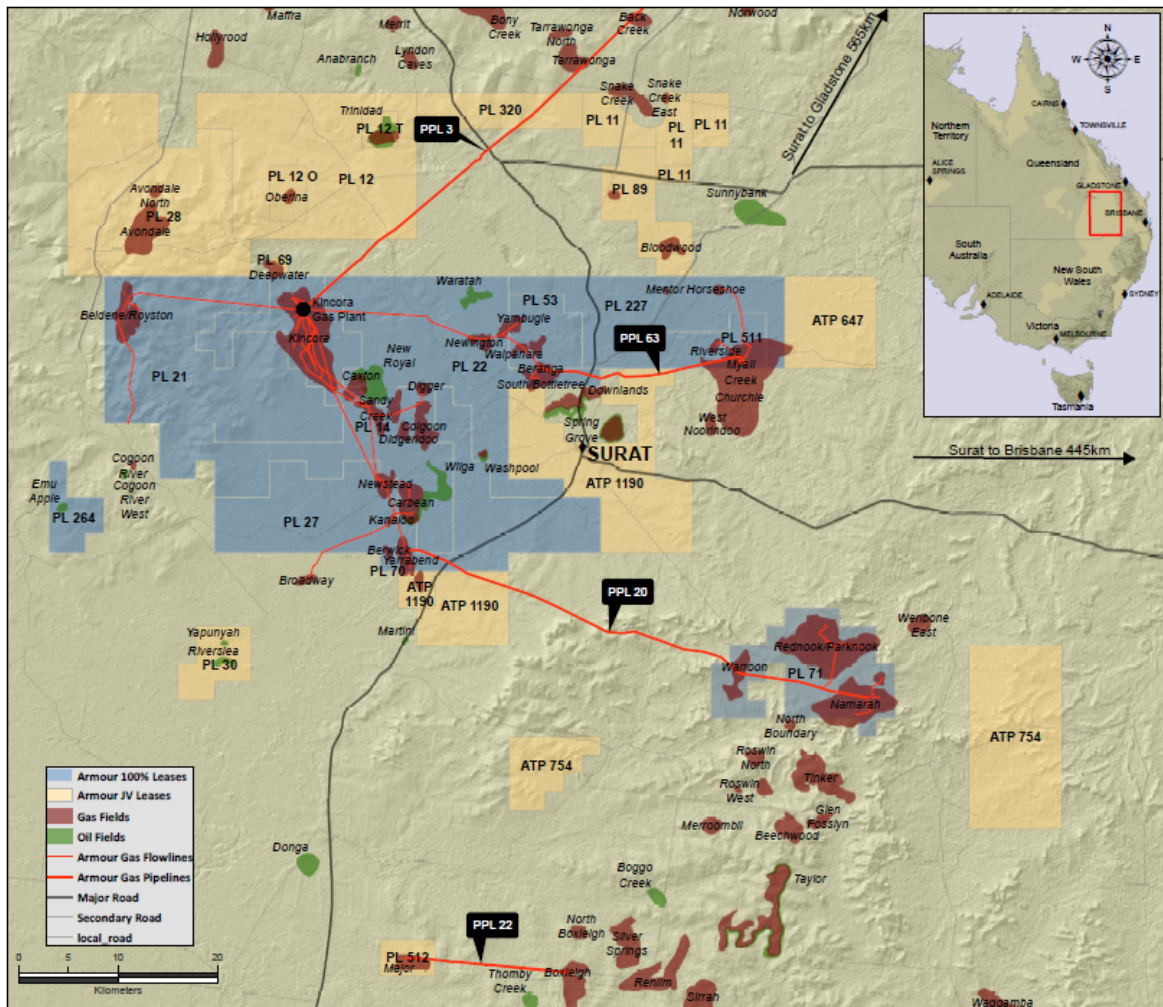 Maffra
Merrit
Bony
Creek
Tarrawonga
North
Back
Creek
Norwood
Hollyrood
Lyndon
Caves
Tarrawonga
Anabranch
Snake
Creek
Snake
Creek
East
Surat to Gladstone 565km
Trinidad
PL 320
PL 12 T
PPL 3
PL 11
PL
11
PL 11
PL 12 O
PL 12
PL 11
Avondale
North
Oberina
PL 89
Sunnybank
PL 28
Avondale
Bloodwood
PL 69
Deepwater
Waratah
Mentor
Horseshoe
Kincora
Gas Plant
PL 53
PL 227
ATP 647
Beldene/Royston
Yambugle
Kincora
Newington
PPL 63
PL 511
Riverside
New
Royal
PL 22
Walpanara
Myall
Creek
PL 21
Caxton
Digger
Beranga
South Bottletree
Downlands
Churchie
Sandy
Creek
PL 14
Colgoon
Didgeridoo
Spring
Grove
West
Noorindoo
SURAT
Surat to Brisbane 445km
Cogoon
River
Cogoon
River
West
Wilga
Washpool
Emu
Apple
Newstead
ATP 1190
Carbean
PL 264
PL 27
Kanaloo
Berwick
Yarrabend
PL 70
Broadway
ATP
1190
ATP 1190
PPL 20
Martini
Yapunyah
Riverslea
PL 30
Wenbone
East
Rednook/Parknook
Warroon
PL 71
Namarah
North
Boundary
ATP 754
ATP 754
Roswin
North
Tinker
Roswin
West
Glen
Fosslyn
Merroombil
Beechwood
Donga
Boggo
Creek
Taylor
PPL 22
North
Boxleigh
Silver
Springs
PL 512
Major
Thomby
Creek
Boxleigh
Renlim
Sirrah
Waggamba
Armour 100% Leases
Armour JV Leases
Gas Fields
Oil Fields
Armour Gas Flowlines
Armour Gas Pipelines
Major Road
Secondary Road
local_road
0 5 10 20
Kilometers
N
W E
S
CAIRNS
TOWNSVILLE
Northern
Territory
ALICE
SPRINGS
Queensland
GLADSTONE
BRISBANE
South
Australia
New South
Wales
ADELAIDE
SYDNEY
Victoria
MELBOURNE
Tasmania